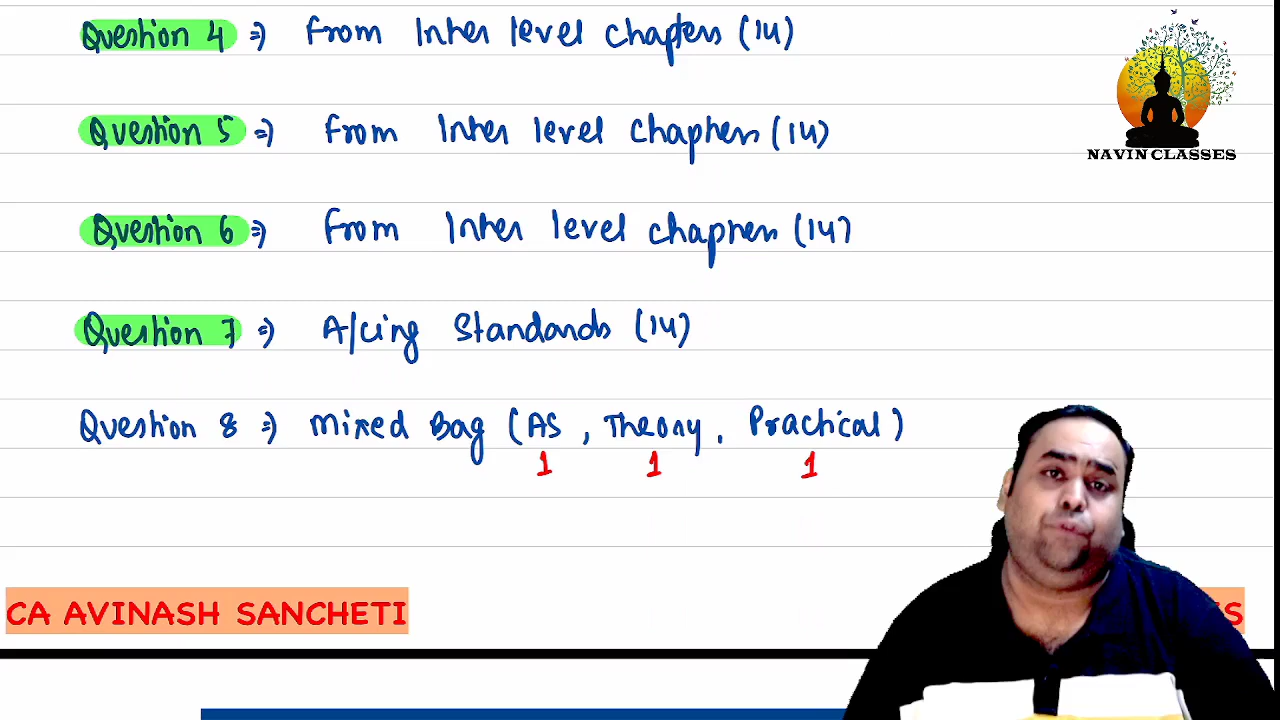 Question 4 ⇒ From Inter level Chapters (14)
NAVIN CLASSES
Question 5 ⇒ From Inter level Chapters (14)
Question 6 ⇒ From Inter level Chapters (14)
Question 7 ⇒ A/cing Standards (14)
Question 8 ⇒ Mixed Bag (AS, Theory, Practical)
1 1 1
CA AVINASH SANCHETI